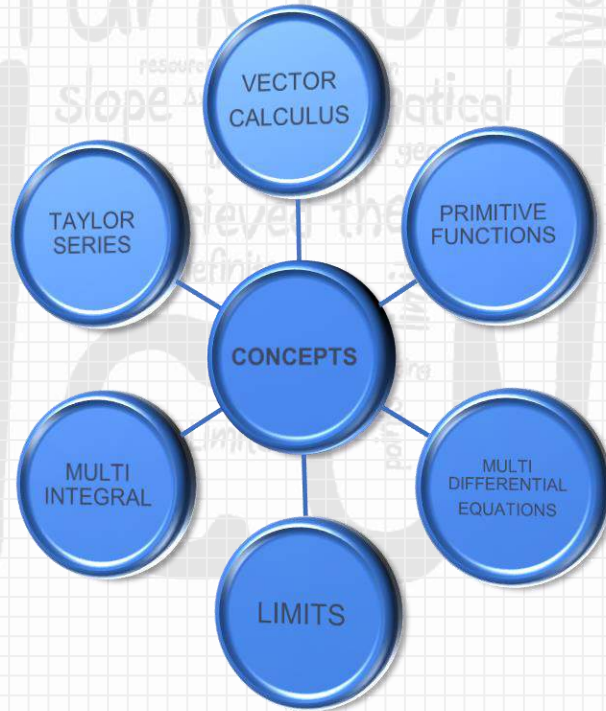 VECTOR
CALCULUS
PRIMITIVE
FUNCTIONS
TAYLOR
SERIES
CONCEPTS
MULTI
INTEGRAL
MULTI
DIFFERENTIAL
EQUATIONS
LIMITS
slope